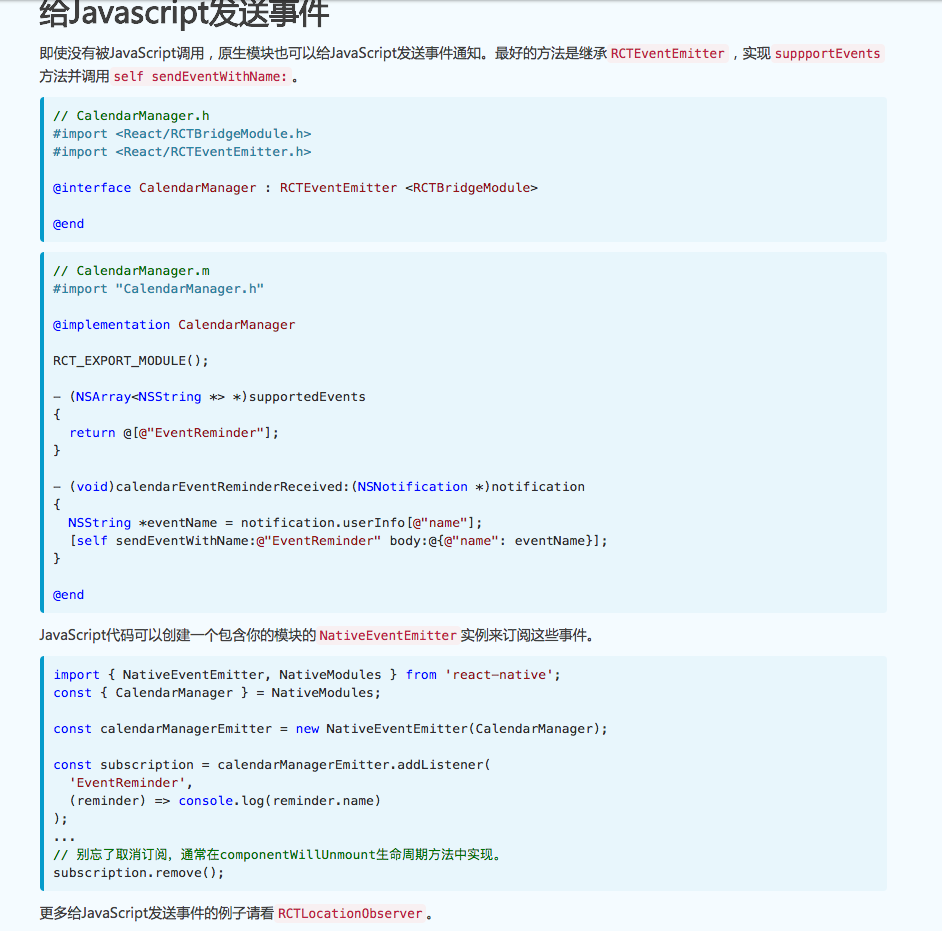 给Javascript发送事件
即使没有被JavaScript调用，原生模块也可以给JavaScript发送事件通知。最好的方法是继承 RCTEventEmitter ，实现 suppportEvents
方法并调用 self sendEventWithName: 。
// CalendarManager.h
#import <React/RCTBridgeModule.h>
#import <React/RCTEventEmitter.h>
@interface CalendarManager : RCTEventEmitter <RCTBridgeModule>
@end
// CalendarManager.m
#import "CalendarManager.h"
@implementation CalendarManager
RCT_EXPORT_MODULE();
- (NSArray<NSString *> *)supportedEvents
{
  return @[@"EventReminder"];
}
- (void)calendarEventReminderReceived:(NSNotification *)notification
{
  NSString *eventName = notification.userInfo[@"name"];
  [self sendEventWithName:@"EventReminder" body:@{@"name": eventName}];
}
@end
JavaScript代码可以创建一个包含你的模块的 NativeEventEmitter 实例来订阅这些事件。
import { NativeEventEmitter, NativeModules } from 'react-native';
const { CalendarManager } = NativeModules;
const calendarManagerEmitter = new NativeEventEmitter(CalendarManager);
const subscription = calendarManagerEmitter.addListener(
  'EventReminder',
  (reminder) => console.log(reminder.name)
);
...
// 别忘了取消订阅，通常在componentWillUnmount生命周期方法中实现。
subscription.remove();
更多给JavaScript发送事件的例子请看 RCTLocationObserver 。